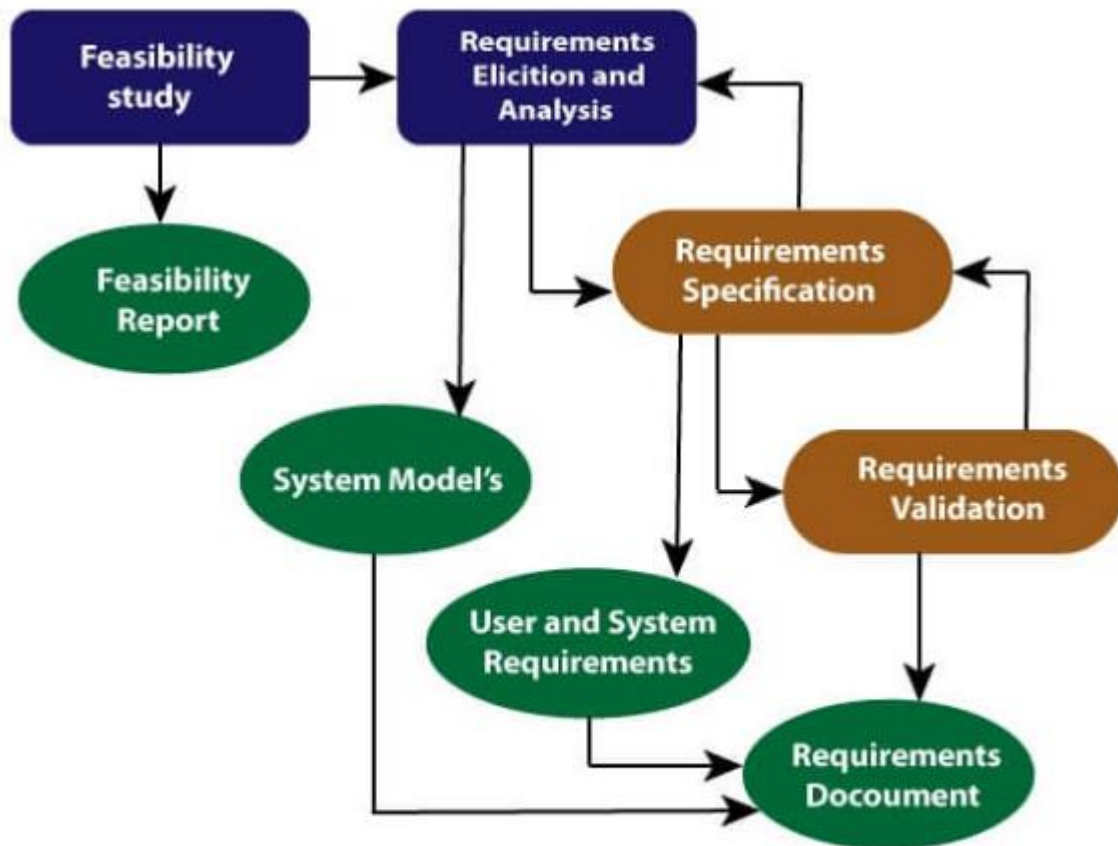 Feasibility
study
Requirements
Elicition and
Analysis
Feasibility
Report
Requirements
Specification
System Model's
Requirements
Validation
User and System
Requirements
Requirements
Docoument